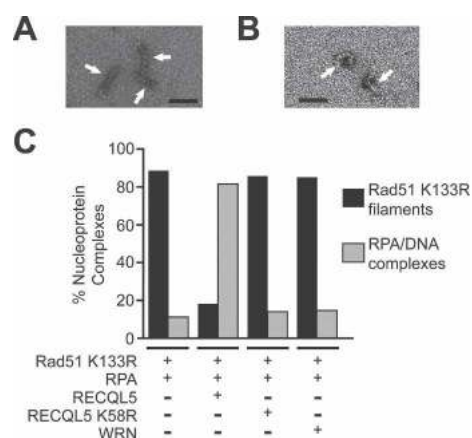 A
B
C
100
80
60
40
20
0
% Nucleoprotein
Complexes
Rad51 K133R
filaments
RPA/DNA
complexes
Rad51 K133R + + + +
RPA + + + +
RECQL5 - + - -
RECQL5 K58R - - + -
WRN - - - +